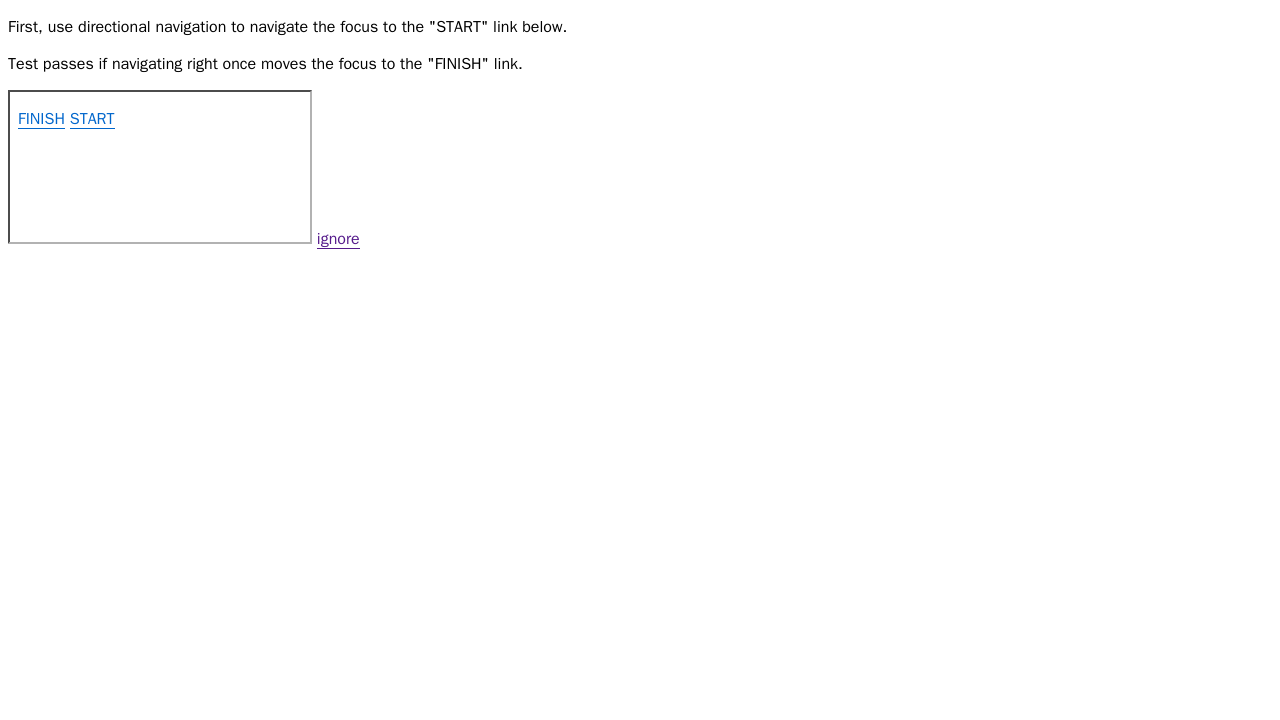 First, use directional navigation to navigate the focus to the "START" link below.
Test passes if navigating right once moves the focus to the "FINISH" link.
FINISH START
ignore